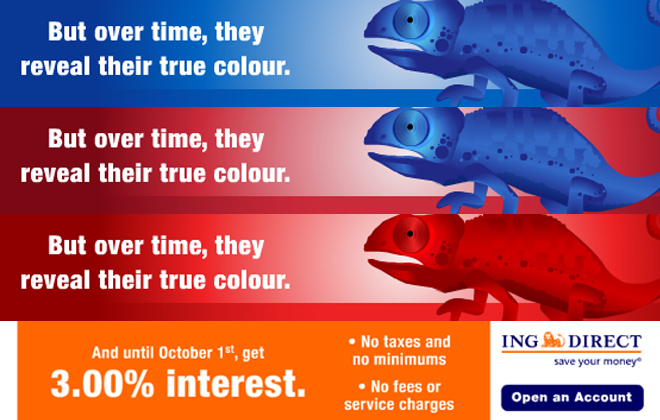 But over time, they
reveal their true colour.
But over time, they
reveal their true colour.
But over time, they
reveal their true colour.
And until October 1st, get
3.00% interest.
• No taxes and
no minimums
• No fees or
service charges
ING DIRECT
save your money®
Open an Account